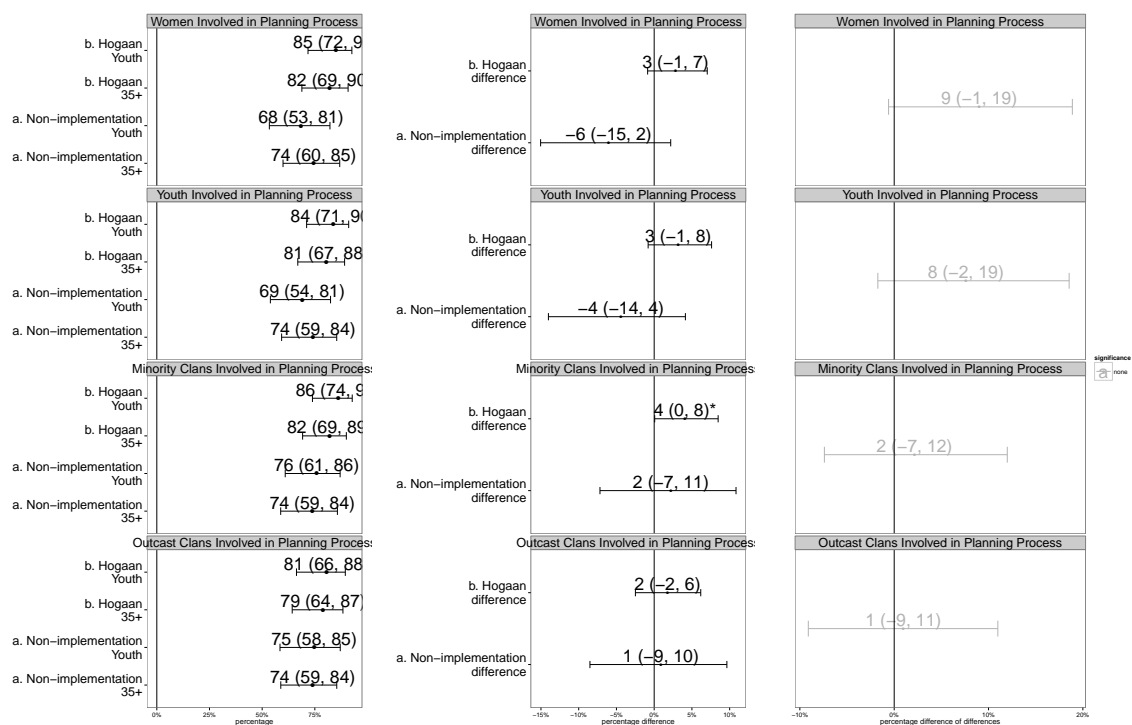 Women Involved in Planning Process
b. Hogaan
Youth
85 (72, 9
b. Hogaan
35+
82 (69, 90
a. Non−implementation
Youth
68 (53, 81)
a. Non−implementation
35+
74 (60, 85)
Youth Involved in Planning Process
b. Hogaan
Youth
84 (71, 90
b. Hogaan
35+
81 (67, 88
a. Non−implementation
Youth
69 (54, 81)
a. Non−implementation
35+
74 (59, 84)
Minority Clans Involved in Planning Process
b. Hogaan
Youth
86 (74, 9
b. Hogaan
35+
82 (69, 89
a. Non−implementation
Youth
76 (61, 86)
a. Non−implementation
35+
74 (59, 84)
Outcast Clans Involved in Planning Process
b. Hogaan
Youth
81 (66, 88
b. Hogaan
35+
79 (64, 87)
a. Non−implementation
Youth
75 (58, 85)
a. Non−implementation
35+
74 (59, 84)
0% 25% 50% 75%
percentage
Women Involved in Planning Process
b. Hogaan
difference
3 (−1, 7)
a. Non−implementation
difference
−6 (−15, 2)
Youth Involved in Planning Process
b. Hogaan
difference
3 (−1, 8)
a. Non−implementation
difference
−4 (−14, 4)
Minority Clans Involved in Planning Process
b. Hogaan
difference
4 (0, 8)*
a. Non−implementation
difference
2 (−7, 11)
Outcast Clans Involved in Planning Process
b. Hogaan
difference
2 (−2, 6)
a. Non−implementation
difference
1 (−9, 10)
−15% −10% −5% 0% 5% 10%
percentage difference
Women Involved in Planning Process
9 (−1, 19)
Youth Involved in Planning Process
8 (−2, 19)
Minority Clans Involved in Planning Process
2 (−7, 12)
Outcast Clans Involved in Planning Process
1 (−9, 11)
−10% 0% 10% 20%
percentage difference of differences
significance
a none